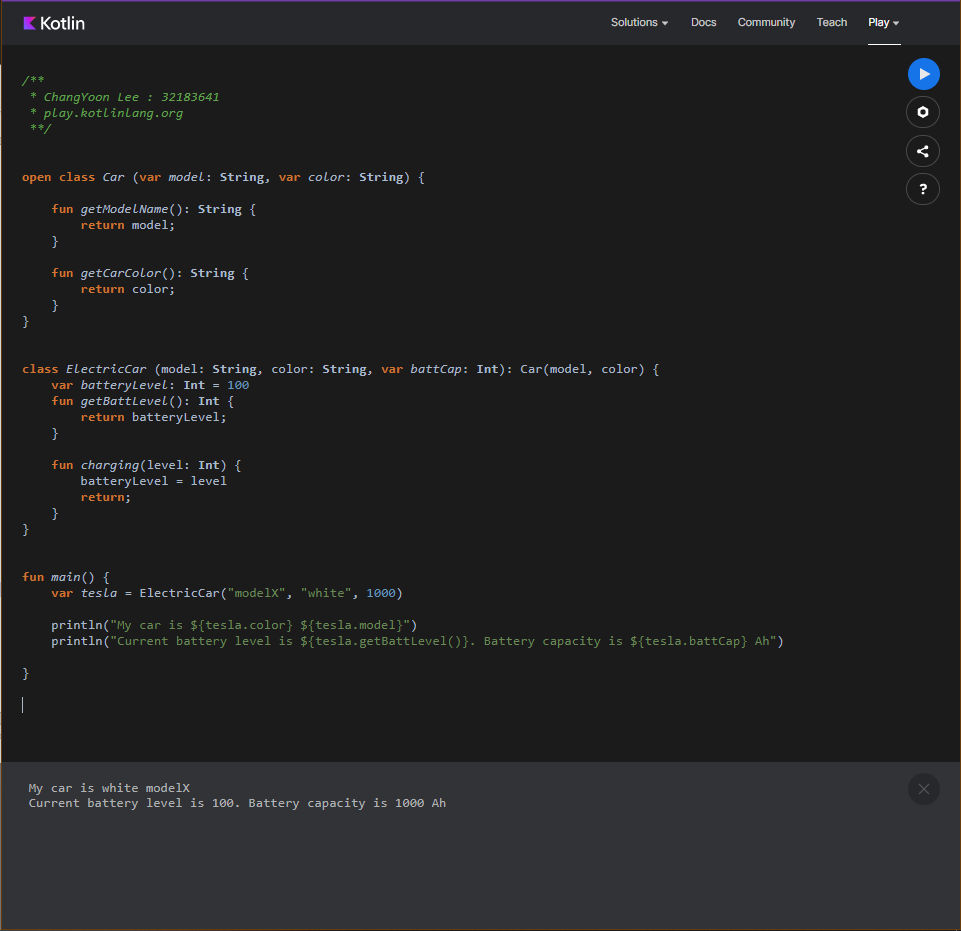 Kotlin
Solutions Docs Community Teach Play
/**
 * ChangYoon Lee : 32183641
 * play.kotlinlang.org
 **/
open class Car (var model: String, var color: String) {
    fun getModelName(): String {
        return model;
    }
    fun getCarColor(): String {
        return color;
    }
}
class ElectricCar (model: String, color: String, var battCap: Int): Car(model, color) {
    var batteryLevel: Int = 100
    fun getBattLevel(): Int {
        return batteryLevel;
    }
    fun charging(level: Int) {
        batteryLevel = level
        return;
    }
}
fun main() {
    var tesla = ElectricCar("modelX", "white", 1000)
    println("My car is ${tesla.color} ${tesla.model}")
    println("Current battery level is ${tesla.getBattLevel()}. Battery capacity is ${tesla.battCap} Ah")
}
?
My car is white modelX
Current battery level is 100. Battery capacity is 1000 Ah